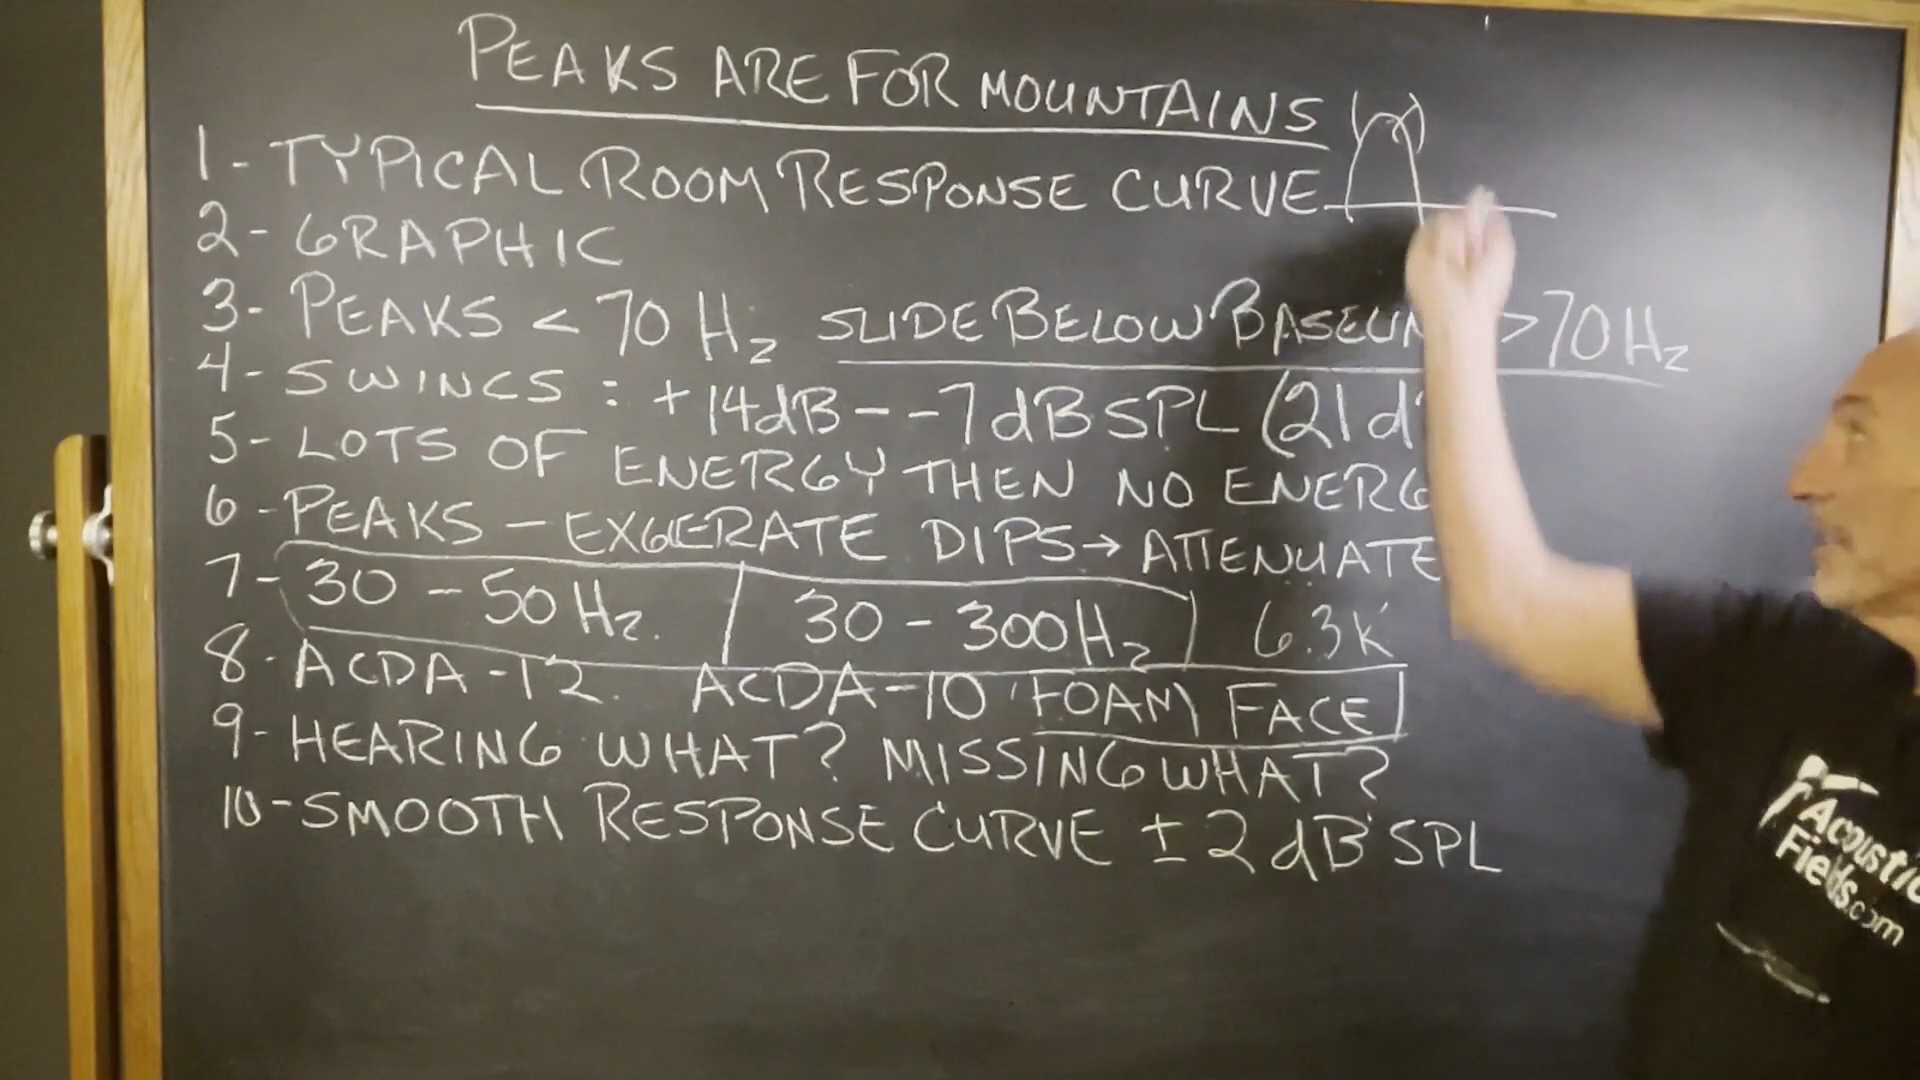 PEAKS ARE FOR MOUNTAINS
1 - TYPICAL ROOM RESPONSE CURVE
2 - GRAPHIC
3 - PEAKS < 70 Hz SLIDE BELOW BASELIN > 70 Hz
4 - SWINGS : +14dB - -7dB SPL (21 d
5 - LOTS OF ENERGY THEN NO ENERG
6 - PEAKS - EXGERATE DIPS → ATTENUATE
7 - 30 - 50 Hz. | 30 - 300 Hz | 6.3k
8 - ACDA - 12. ACDA - 10 FOAM FACE
9 - HEARING WHAT? MISSING WHAT?
10 - SMOOTH RESPONSE CURVE ± 2 dB SPL
Acoustic
Fields.com